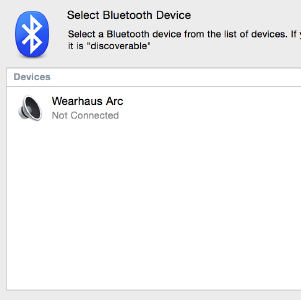 Select Bluetooth Device
Select a Bluetooth device from the list of devices. If
it is "discoverable"
Devices
Wearhaus Arc
Not Connected